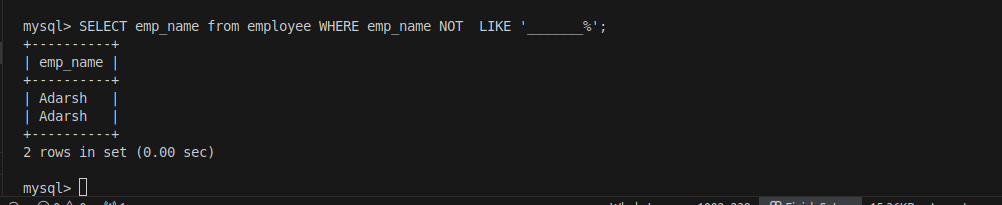 mysql> SELECT emp_name from employee WHERE emp_name NOT  LIKE '_______%';
+----------+
| emp_name |
+----------+
| Adarsh   |
| Adarsh   |
+----------+
2 rows in set (0.00 sec)
mysql>